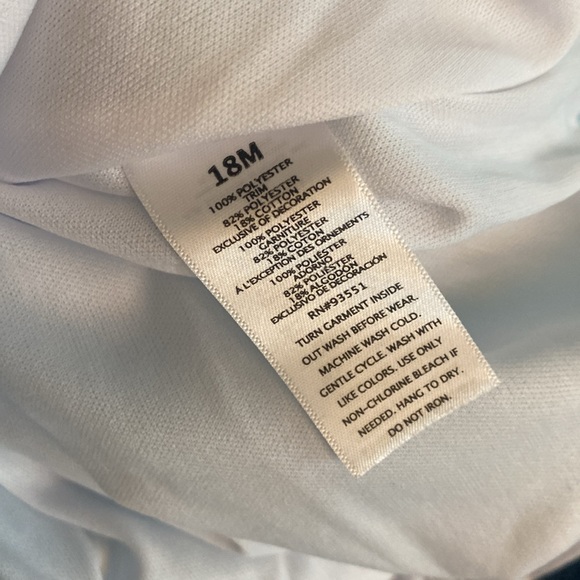 18M
100% POLYESTER
TRIM
82% POLYESTER
18% COTTON
EXCLUSIVE OF DECORATION
100% POLYESTER
GARNITURE
82% POLYESTER
18% COTON
À L'EXCEPTION DES ORNEMENTS
100% POLIÉSTER
ADORNO
82% POLIÉSTER
18% ALGODÓN
EXCLUSIVO DE DECORACIÓN
RN#93551
TURN GARMENT INSIDE
OUT WASH BEFORE WEAR.
MACHINE WASH COLD.
GENTLE CYCLE. WASH WITH
LIKE COLORS. USE ONLY
NON-CHLORINE BLEACH IF
NEEDED. HANG TO DRY.
DO NOT IRON.